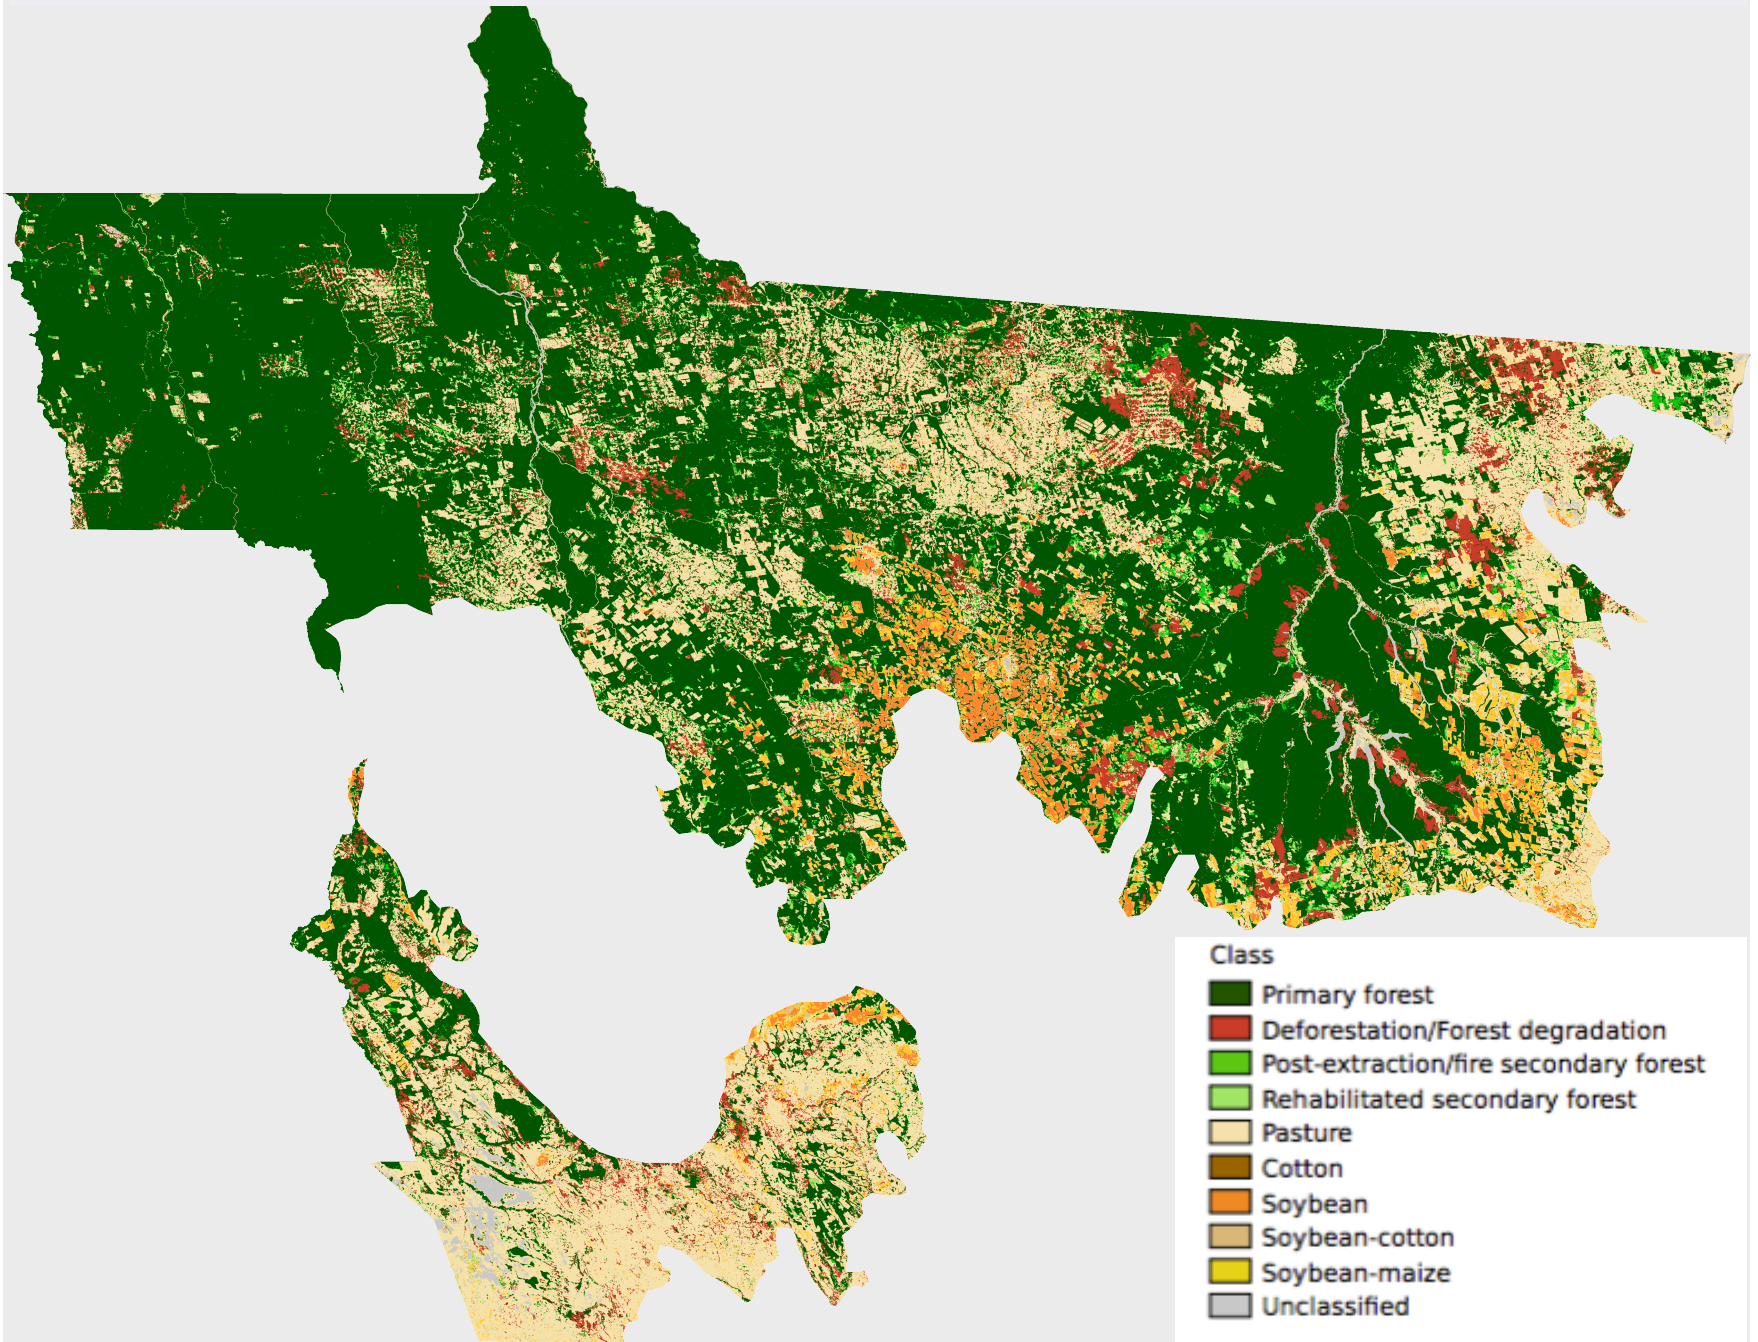 Class
Primary forest
Deforestation/Forest degradation
Post-extraction/fire secondary forest
Rehabilitated secondary forest
Pasture
Cotton
Soybean
Soybean-cotton
Soybean-maize
Unclassified